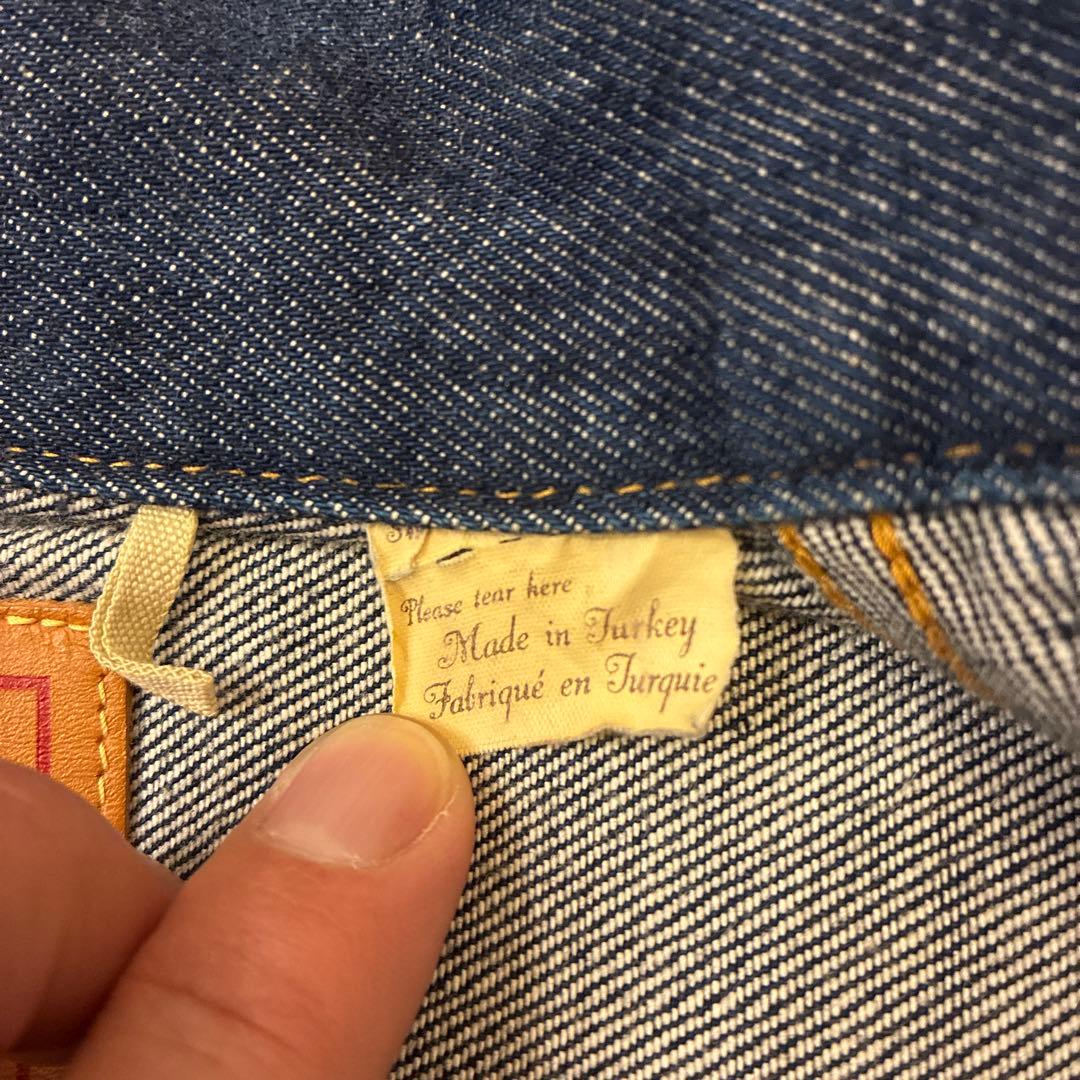 Please tear here
Made in Turkey
Fabriqué en Turquie